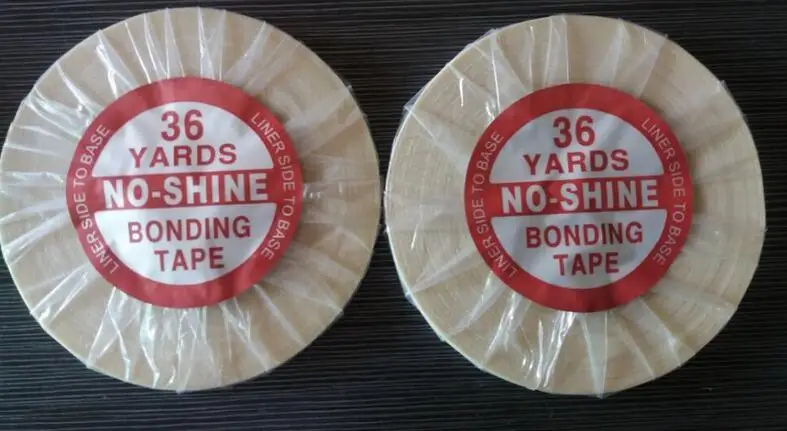 36
YARDS
NO-SHINE
BONDING
TAPE
LINER SIDE TO BASE
LINER SIDE TO BASE
36
YARDS
NO-SHINE
BONDING
TAPE
LINER SIDE TO BASE
LINER SIDE TO BASE